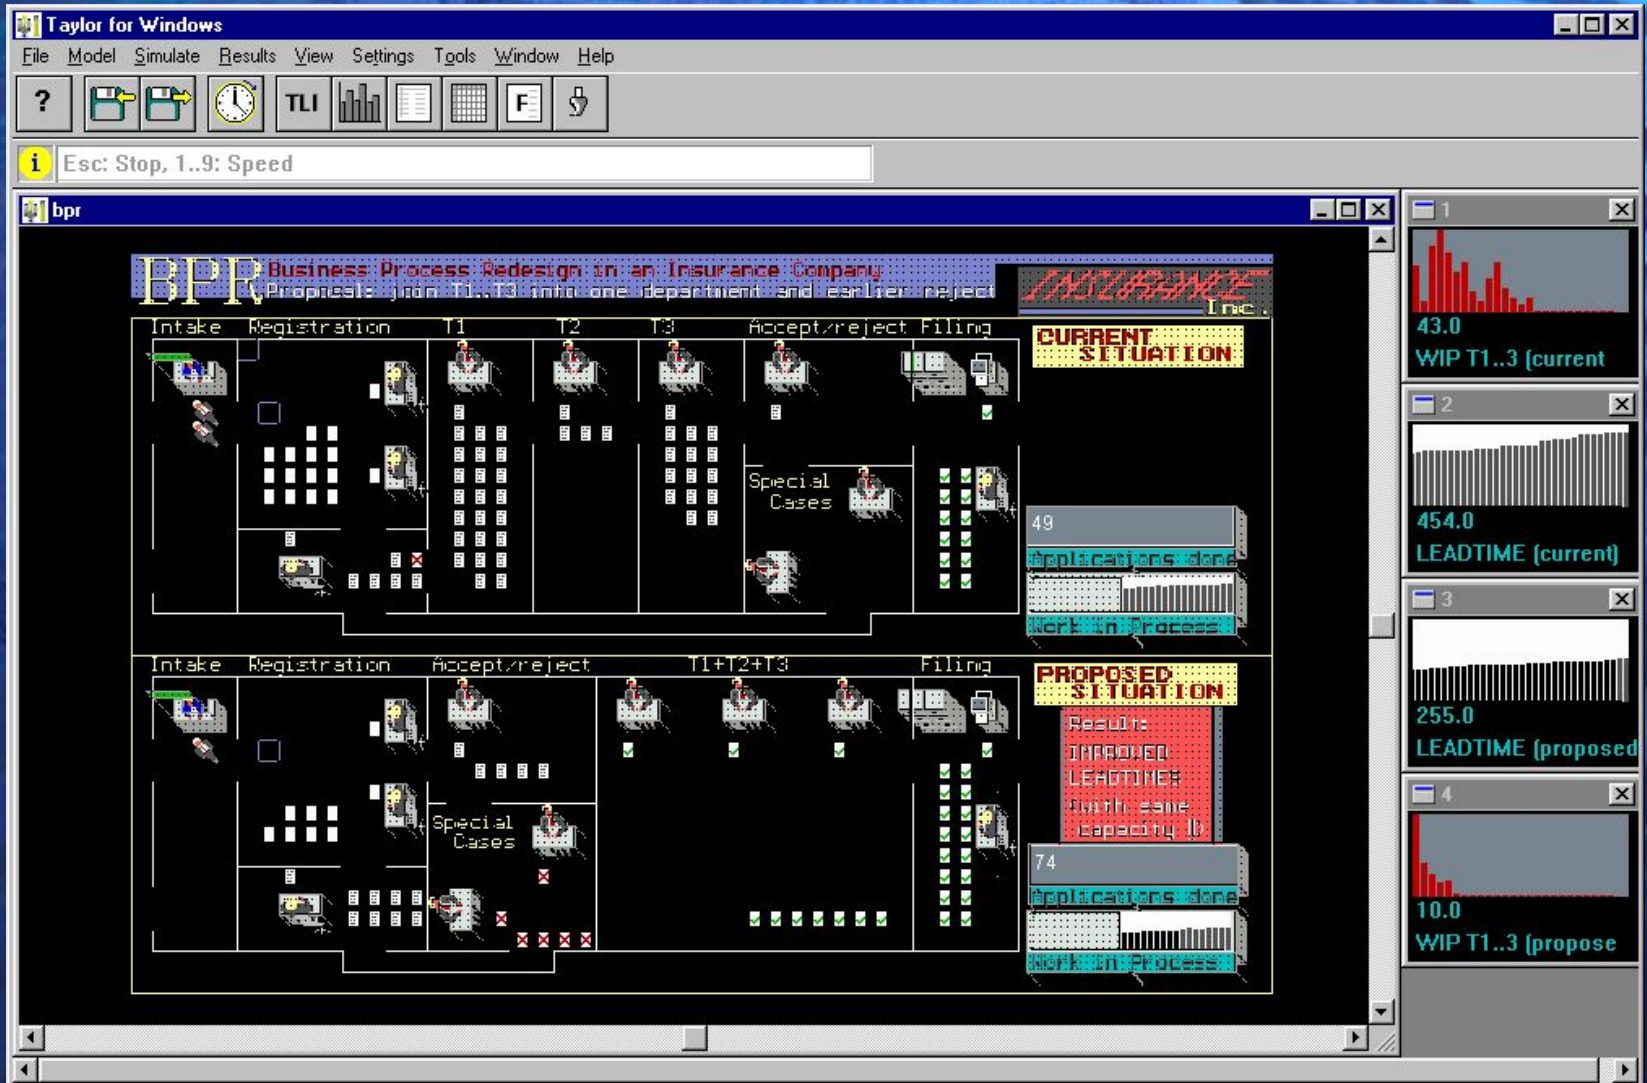 Taylor for Windows
File Model Simulate Results View Settings Tools Window Help
? TLI F
i Esc: Stop, 1..9: Speed
bpr
BPR Business Process Redesign in an Insurance Company
Proposal: join T1..T3 into one department and earlier reject
INSURANCE
Inc.
Intake Registration T1 T2 T3 Accept/reject Filing
CURRENT
SITUATION
Special
Cases
49
Applications done
Work in Process
Intake Registration Accept/reject T1+T2+T3 Filing
PROPOSED
SITUATION
Result:
IMPROVED
LEADTIMES
(with same
capacity !)
Special
Cases
74
Applications done
Work in Process
1
43.0
WIP T1..3 (current
2
454.0
LEADTIME (current)
3
255.0
LEADTIME (proposed
4
10.0
WIP T1..3 (propose